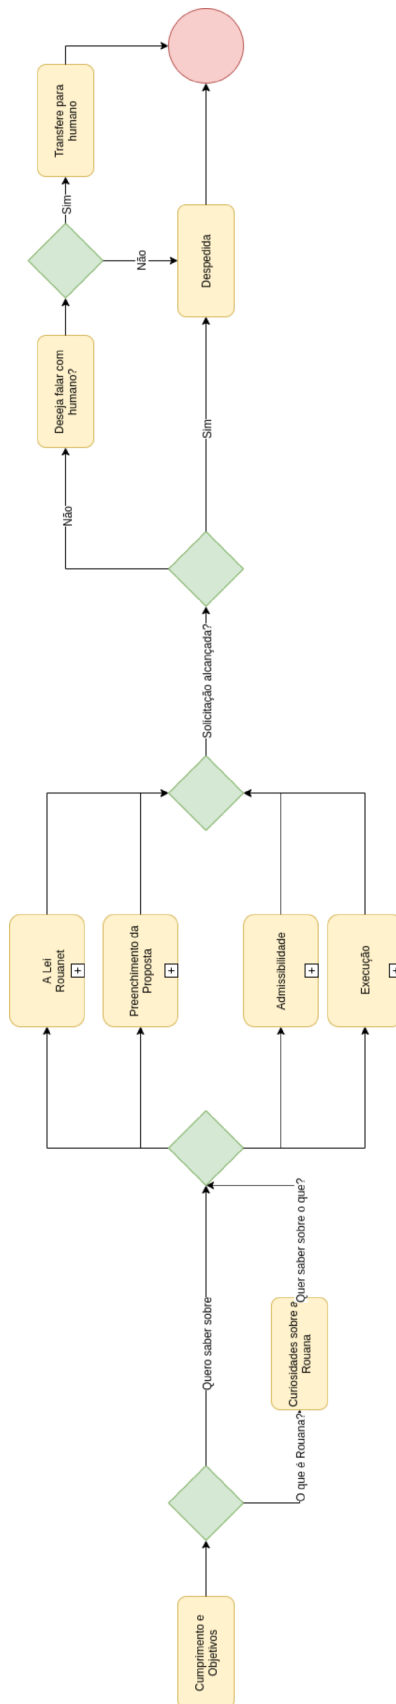 Cumprimento e
Objetivos
O que é Rouana?
Curiosidades sobre a
Rouana
Quer saber sobre o que?
Quero saber sobre
A Lei
Rouanet
Preenchimento da
Proposta
Admissibilidade
Execução
Solicitação alcançada?
Não
Sim
Deseja falar com
humano?
Não
Sim
Despedida
Transfere para
humano